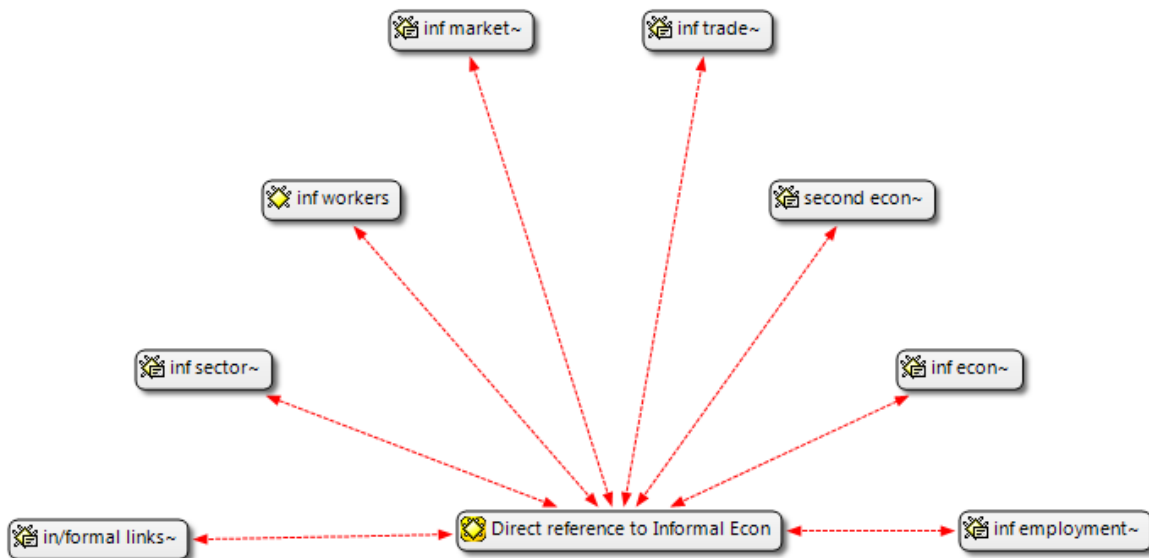 inf market~
inf trade~
inf workers
second econ~
inf sector~
inf econ~
in/formal links~
Direct reference to Informal Econ
inf employment~